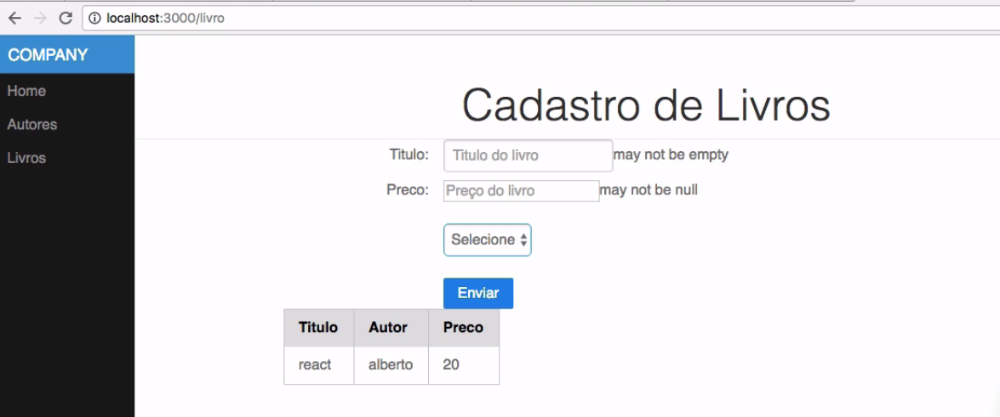 localhost:3000/livro
COMPANY
Home
Autores
Livros
Cadastro de Livros
Titulo: Titulo do livro may not be empty
Preco: Preço do livro may not be null
Selecione
Enviar
Titulo Autor Preco
react alberto 20